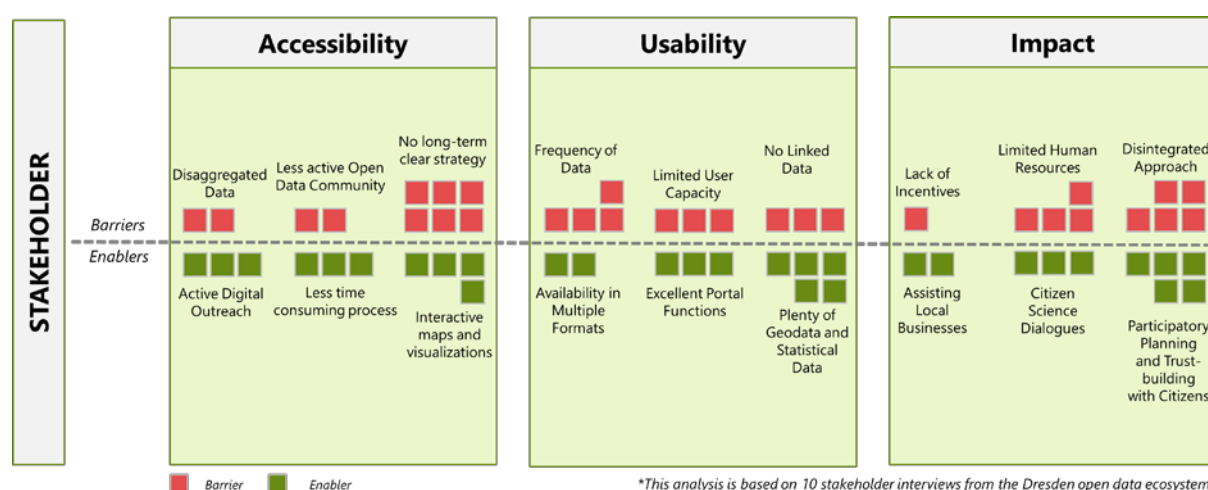 STAKEHOLDER
Accessibility
Usability
Impact
Barriers
Enablers
Disaggregated
Data
Less active Open
Data Community
No long-term
clear strategy
Active Digital
Outreach
Less time
consuming process
Interactive
maps and
visualizations
Frequency of
Data
Limited User
Capacity
No Linked
Data
Availability in
Multiple
Formats
Excellent Portal
Functions
Plenty of
Geodata and
Statistical
Data
Lack of
Incentives
Limited Human
Resources
Disintegrated
Approach
Assisting
Local
Businesses
Citizen
Science
Dialogues
Participatory
Planning
and Trust-
building
with Citizens
Barrier
Enabler
*This analysis is based on 10 stakeholder interviews from the Dresden open data ecosystem